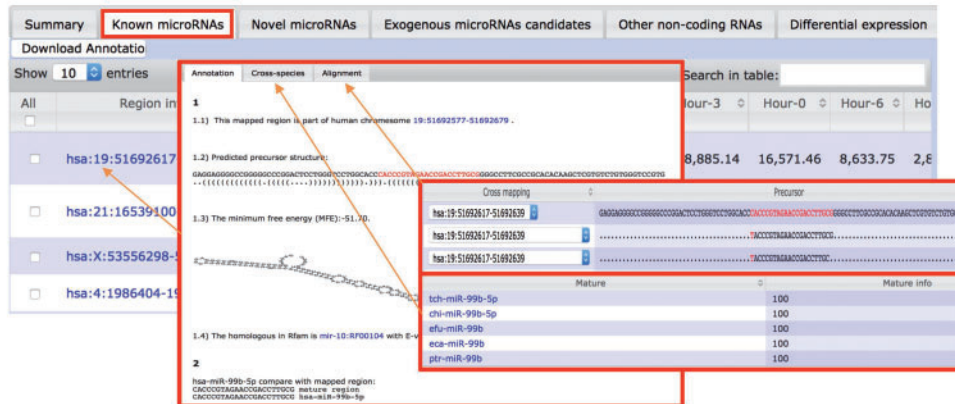 Summary Known microRNAs Novel microRNAs Exogenous microRNAs candidates Other non-coding RNAs Differential expression
Download Annotatio
Show 10 entries
Search in table:
All Region in
Hour-3 Hour-0 Hour-6 Ho
hsa:19:51692617
8,885.14 16,571.46 8,633.75 2,8
hsa:21:16539100
hsa:X:53556298-5
hsa:4:1986404-19
Annotation Cross-species Alignment
1
1.1) This mapped region is part of human chromosome 19:51692577-51692679 .
1.2) Predicted precursor structure:
GAGGAGGGGCCGGGGGCCCGGACTCCTGGGTCCTGGCACCCACCCGTAGAACCGACCTTGCGGGGCCTTCGCCGCACACAAGCTCGTGTCTGTGGGTCCGTG
1.3) The minimum free energy (MFE):-51.70.
1.4) The homologous in Rfam is mir-10:RF00104 with E-v
2
hsa-miR-99b-5p compare with mapped region:
CACCCGTAGAACCGACCTTGCG mature region
CACCCGTAGAACCGACCTTGCG hsa-miR-99b-5p
Cross mapping Precursor
hsa:19:51692617-51692639
hsa:19:51692617-51692639 TACCCGTAGAACCGACCTTGCG
hsa:19:51692617-51692639 TACCCGTAGAACCGACCTTGC
Mature Mature info
tch-miR-99b-5p 100
chi-miR-99b-5p 100
efu-miR-99b 100
eca-miR-99b 100
ptr-miR-99b 100